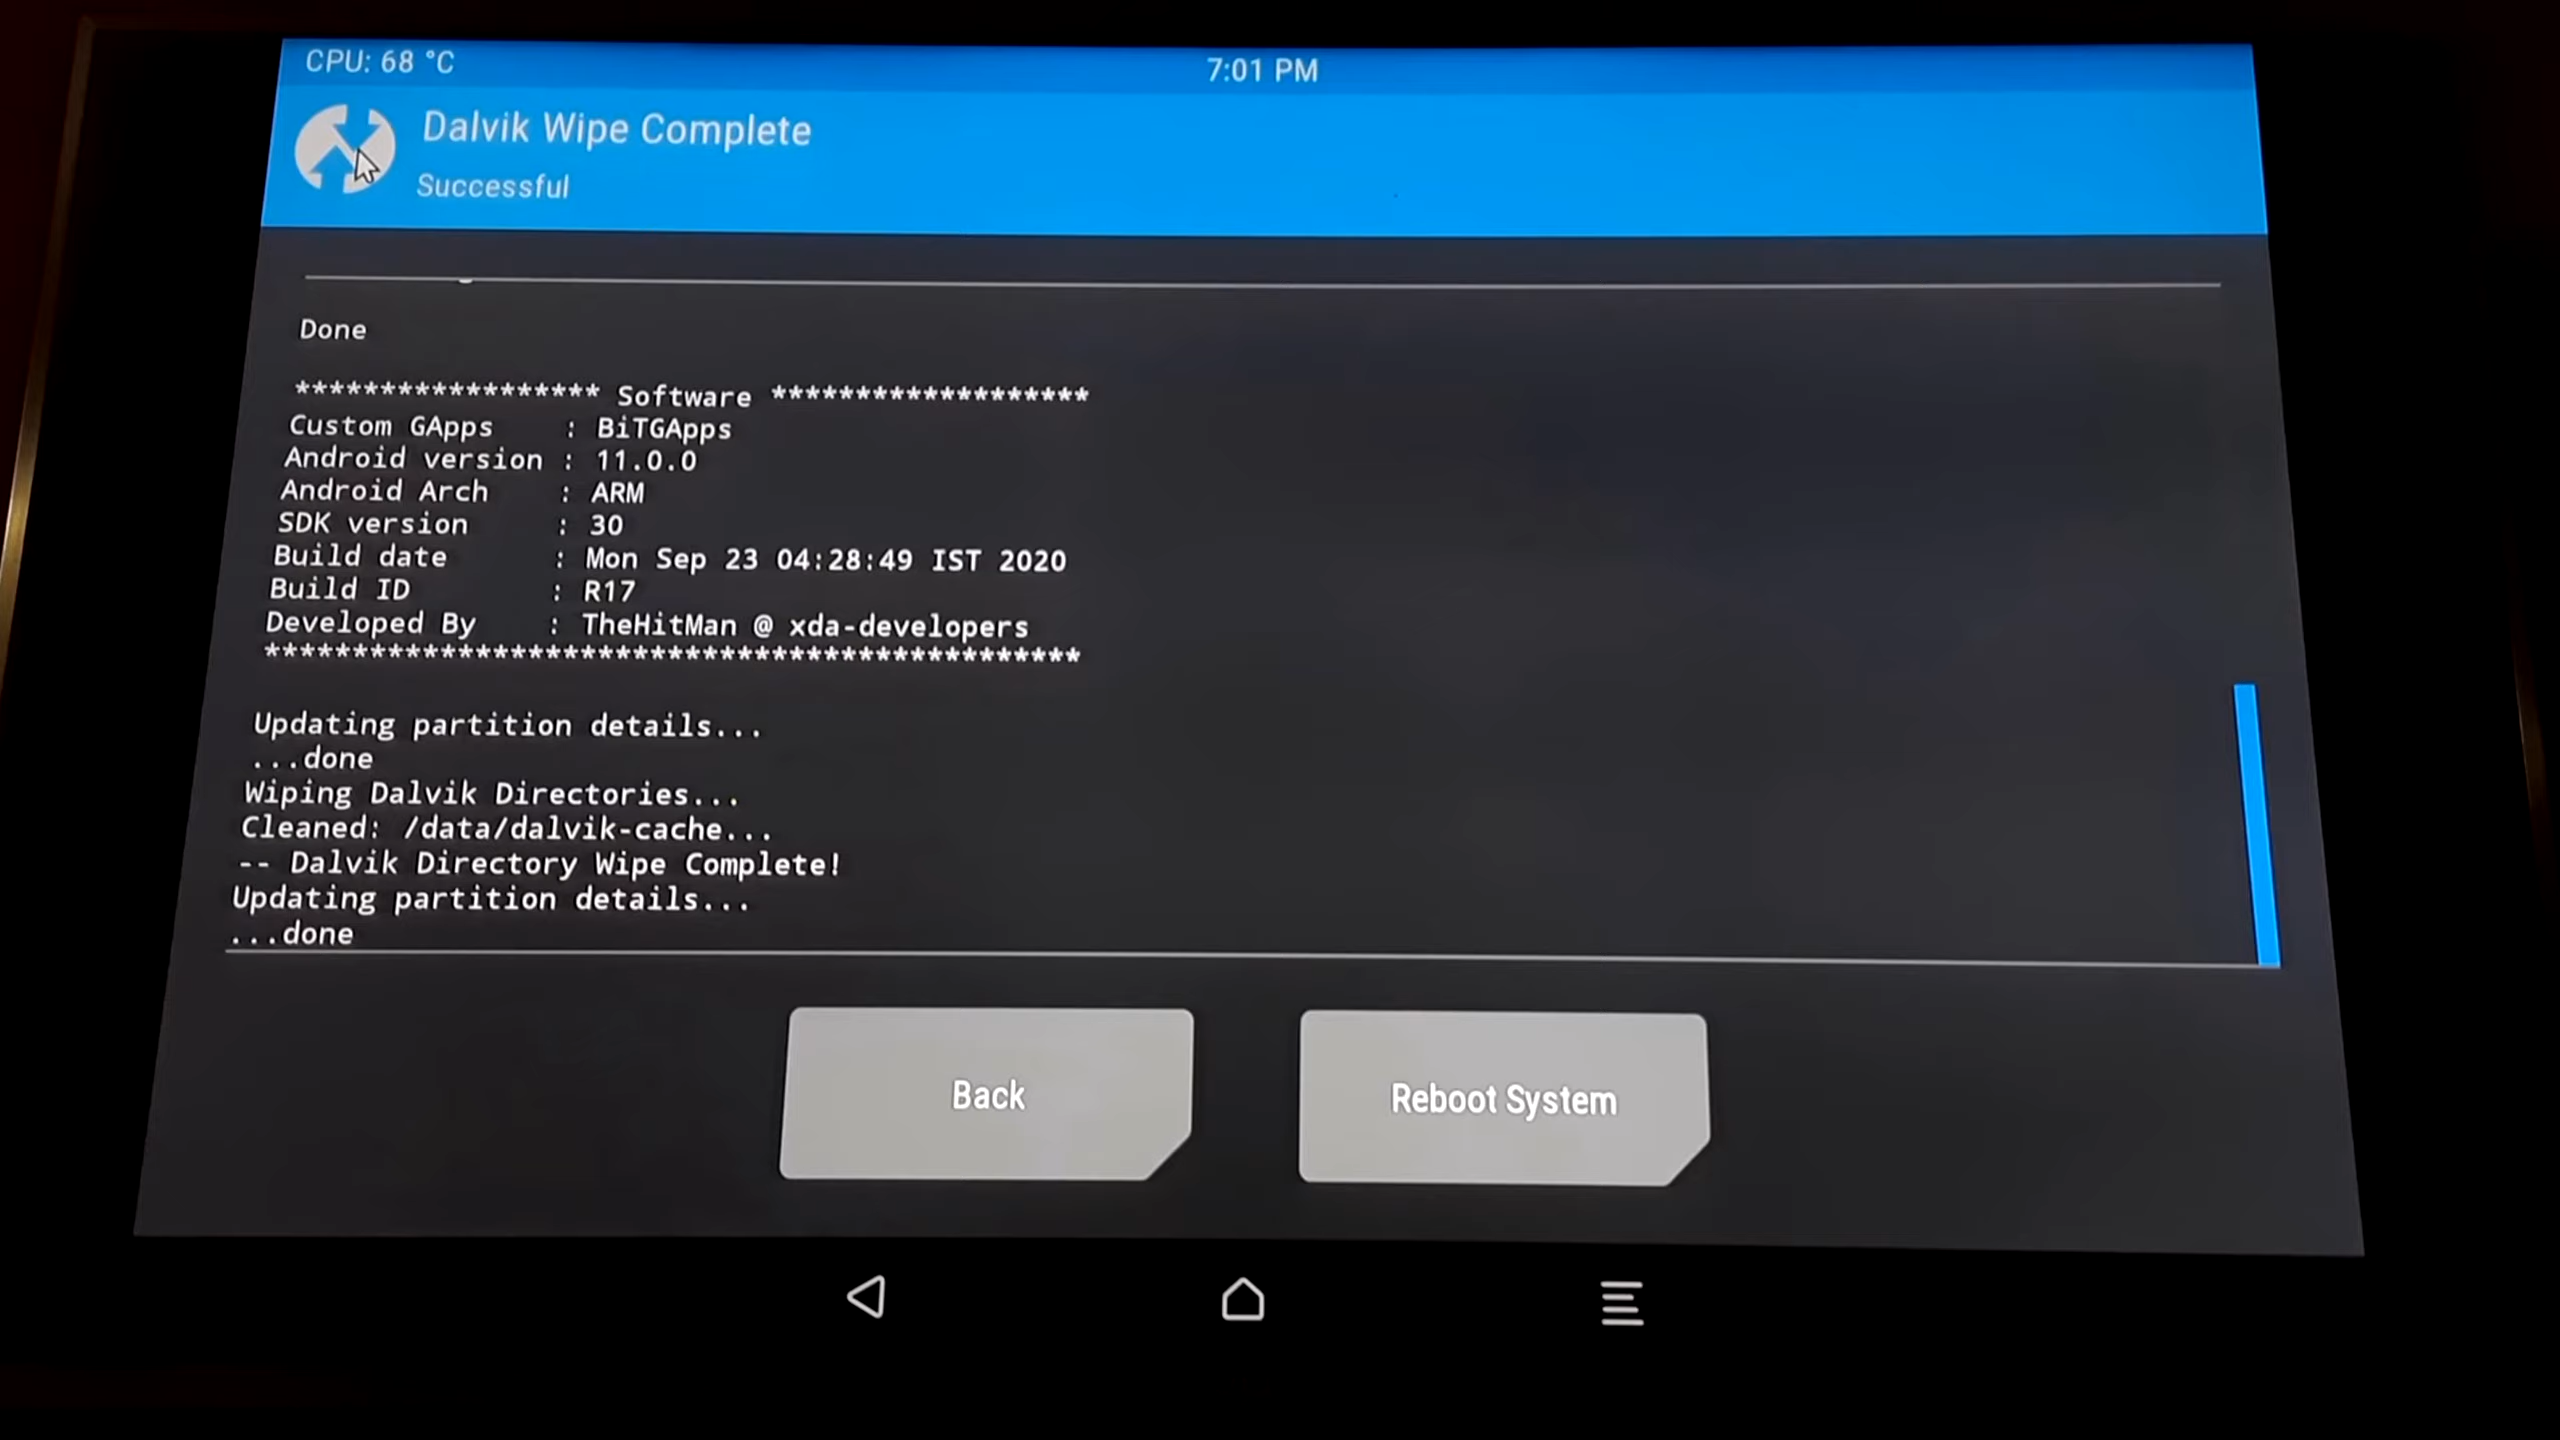 CPU: 68 °C
7:01 PM
Dalvik Wipe Complete
Successful
Done
****************** Software *******************
Custom GApps : BiTGApps
Android version : 11.0.0
Android Arch : ARM
SDK version : 30
Build date : Mon Sep 23 04:28:49 IST 2020
Build ID : R17
Developed By : TheHitMan @ xda-developers
***********************************************
Updating partition details...
...done
Wiping Dalvik Directories...
Cleaned: /data/dalvik-cache...
-- Dalvik Directory Wipe Complete!
Updating partition details...
...done
Back
Reboot System